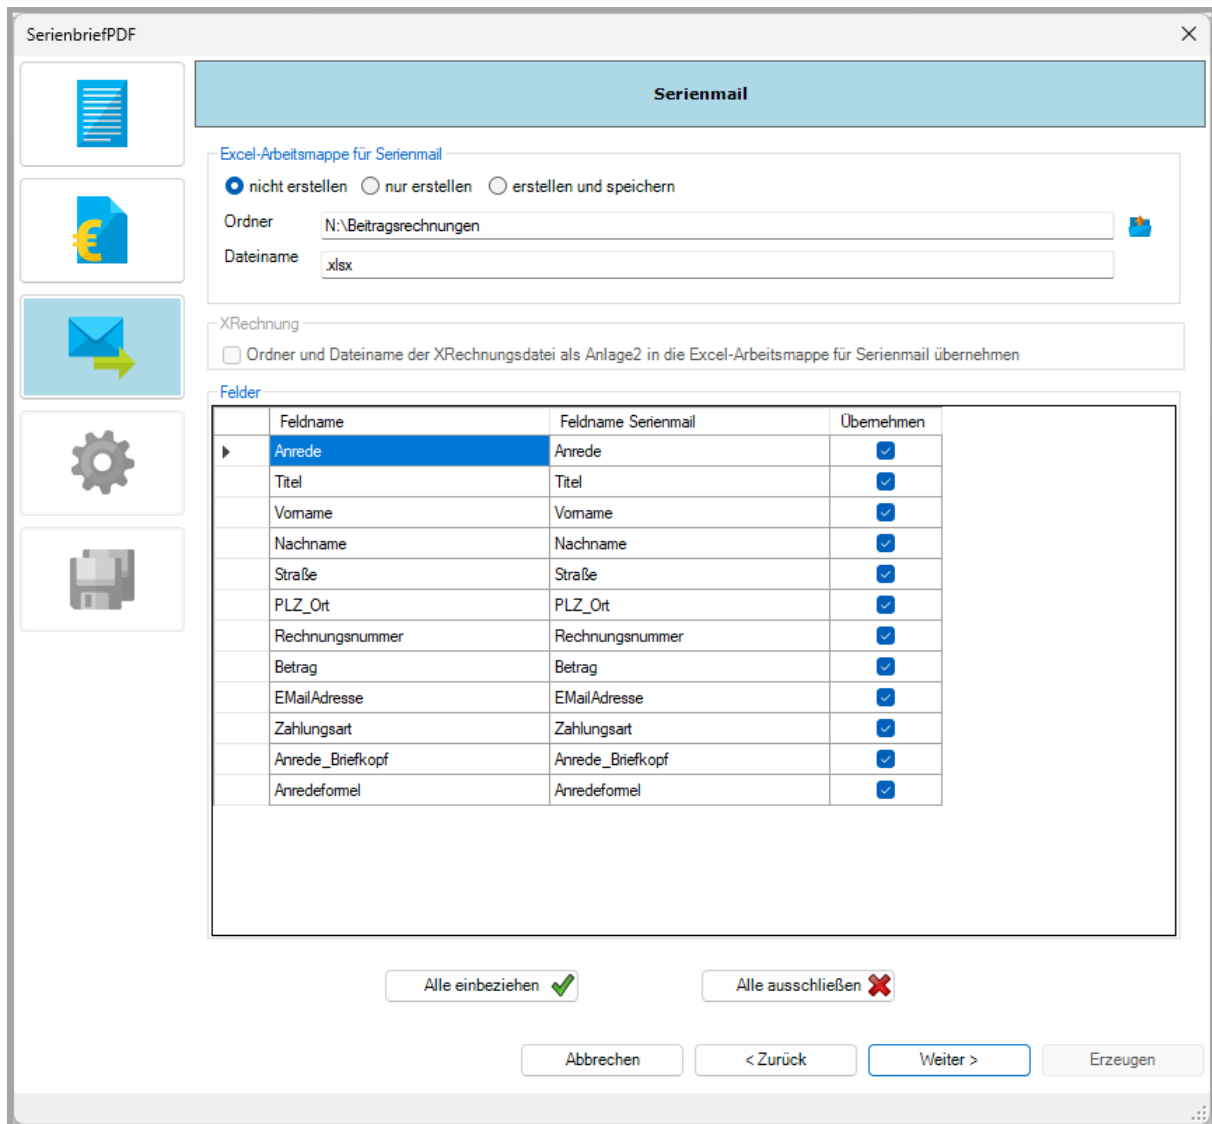 SerienbriefPDF
Serienmail
Excel-Arbeitsmappe für Serienmail
nicht erstellen nur erstellen erstellen und speichern
Ordner N:\Beitragsrechnungen
Dateiname .xlsx
XRechnung
Ordner und Dateiname der XRechnungsdatei als Anlage2 in die Excel-Arbeitsmappe für Serienmail übernehmen
Felder
Feldname Feldname Serienmail Übernehmen
Anrede Anrede
Titel Titel
Vorname Vorname
Nachname Nachname
Straße Straße
PLZ_Ort PLZ_Ort
Rechnungsnummer Rechnungsnummer
Betrag Betrag
EMailAdresse EMailAdresse
Zahlungsart Zahlungsart
Anrede_Briefkopf Anrede_Briefkopf
Anredeformel Anredeformel
Alle einbeziehen Alle ausschließen
Abbrechen < Zurück Weiter > Erzeugen